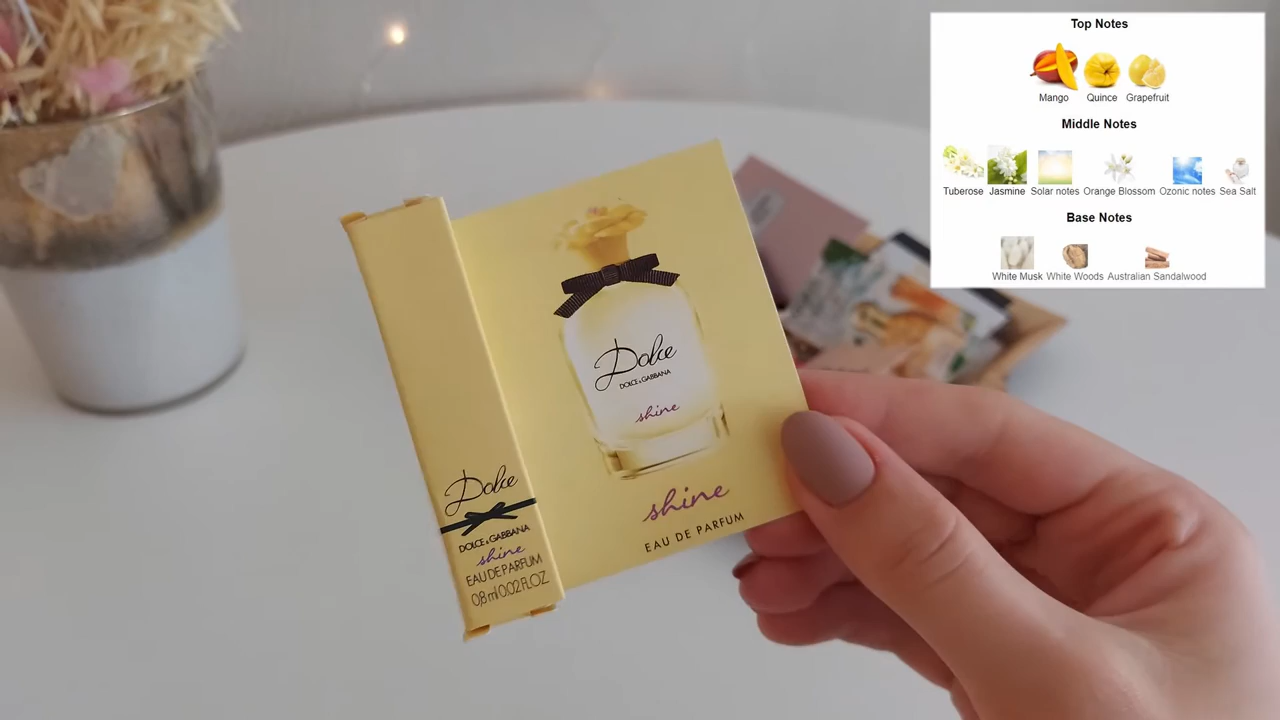 Dolce
DOLCE & GABBANA
shine
EAU DE PARFUM
0,8 ml/0.02 FL.OZ
Dolce
DOLCE & GABBANA
shine
shine
EAU DE PARFUM
Top Notes
Mango Quince Grapefruit
Middle Notes
Tuberose Jasmine Solar notes Orange Blossom Ozonic notes Sea Salt
Base Notes
White Musk White Woods Australian Sandalwood